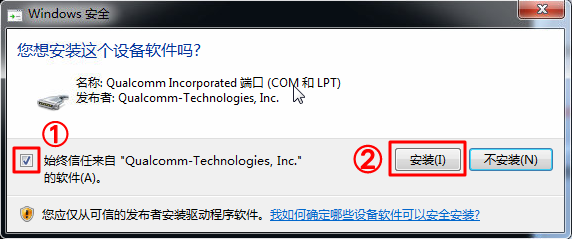 Windows 安全
您想安装这个设备软件吗?
名称: Qualcomm Incorporated 端口 (COM 和 LPT)
发布者: Qualcomm-Technologies, Inc.
①
始终信任来自 "Qualcomm-Technologies, Inc."
的软件(A)。
②
安装(I)
不安装(N)
您应仅从可信的发布者安装驱动程序软件。我如何确定哪些设备软件可以安全安装?